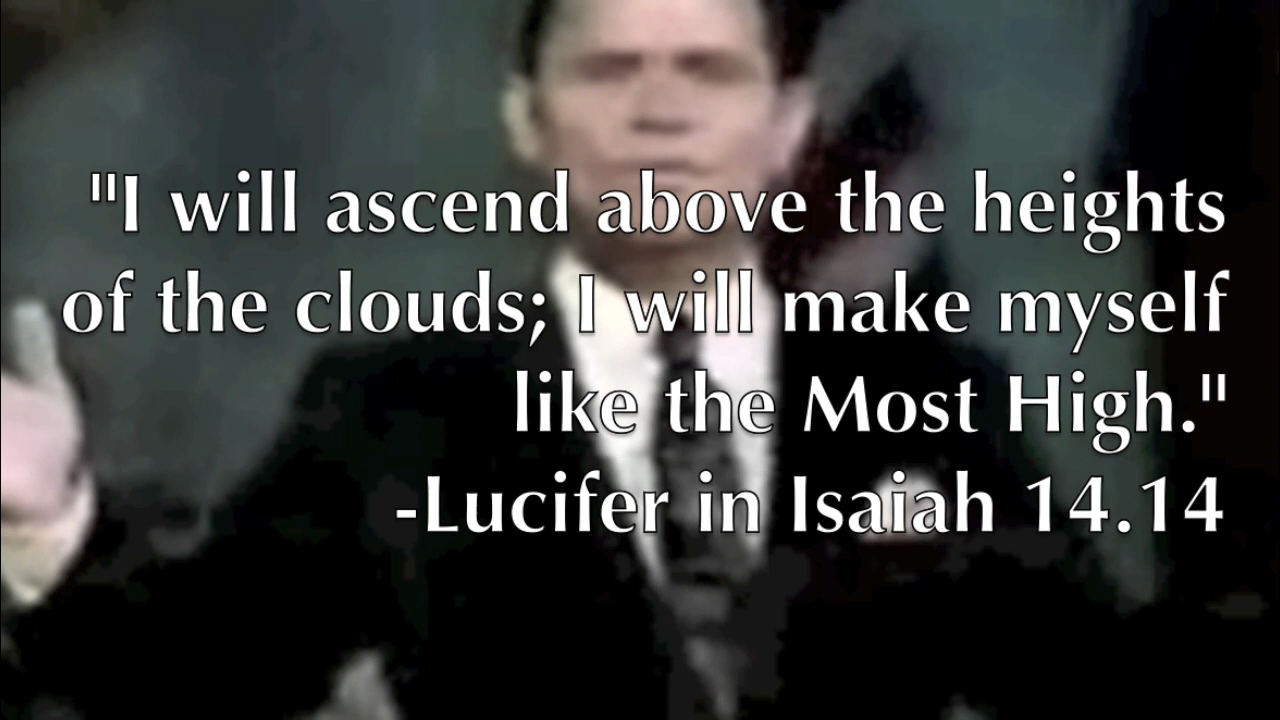 "I will ascend above the heights
of the clouds; I will make myself
like the Most High."
-Lucifer in Isaiah 14.14